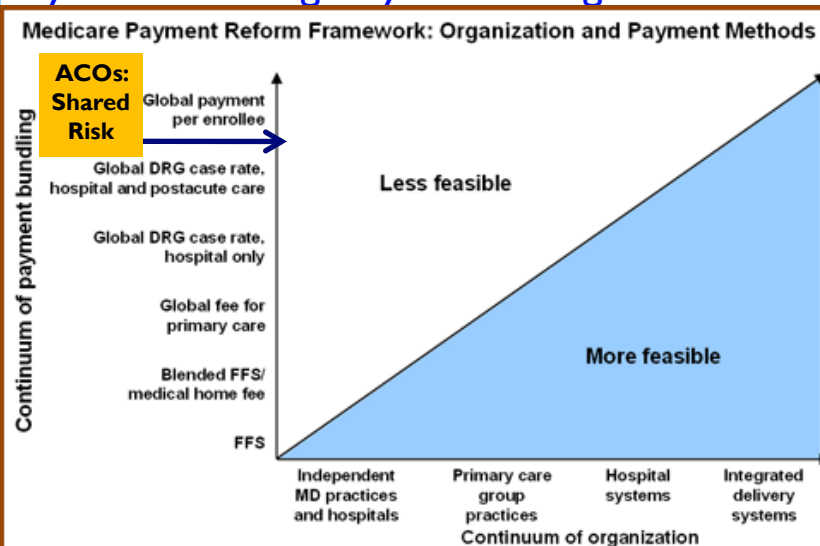 Medicare Payment Reform Framework: Organization and Payment Methods
ACOs:
Shared
Risk
Continuum of payment bundling
Global payment
per enrollee
Global DRG case rate,
hospital and postacute care
Global DRG case rate,
hospital only
Global fee for
primary care
Blended FFS/
medical home fee
FFS
Less feasible
More feasible
Independent
MD practices
and hospitals
Primary care
group
practices
Hospital
systems
Integrated
delivery
systems
Continuum of organization